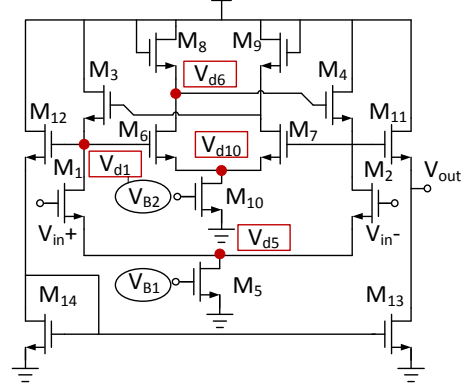 M8 M9
M3 M4
Vd6
M12 M11
M6 M7
Vd10
M1 M2
Vd1
VB2 M10
Vout
Vin+ Vin-
Vd5
VB1 M5
M14 M13